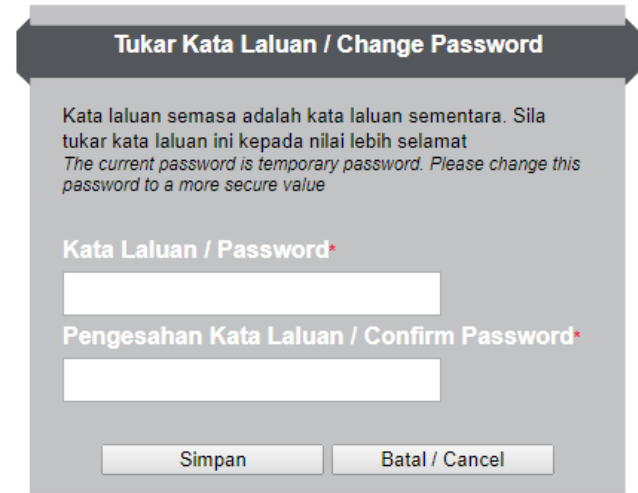 Tukar Kata Laluan / Change Password
Kata laluan semasa adalah kata laluan sementara. Sila
tukar kata laluan ini kepada nilai lebih selamat
The current password is temporary password. Please change this
password to a more secure value
Kata Laluan / Password*
Pengesahan Kata Laluan / Confirm Password*
Simpan
Batal / Cancel